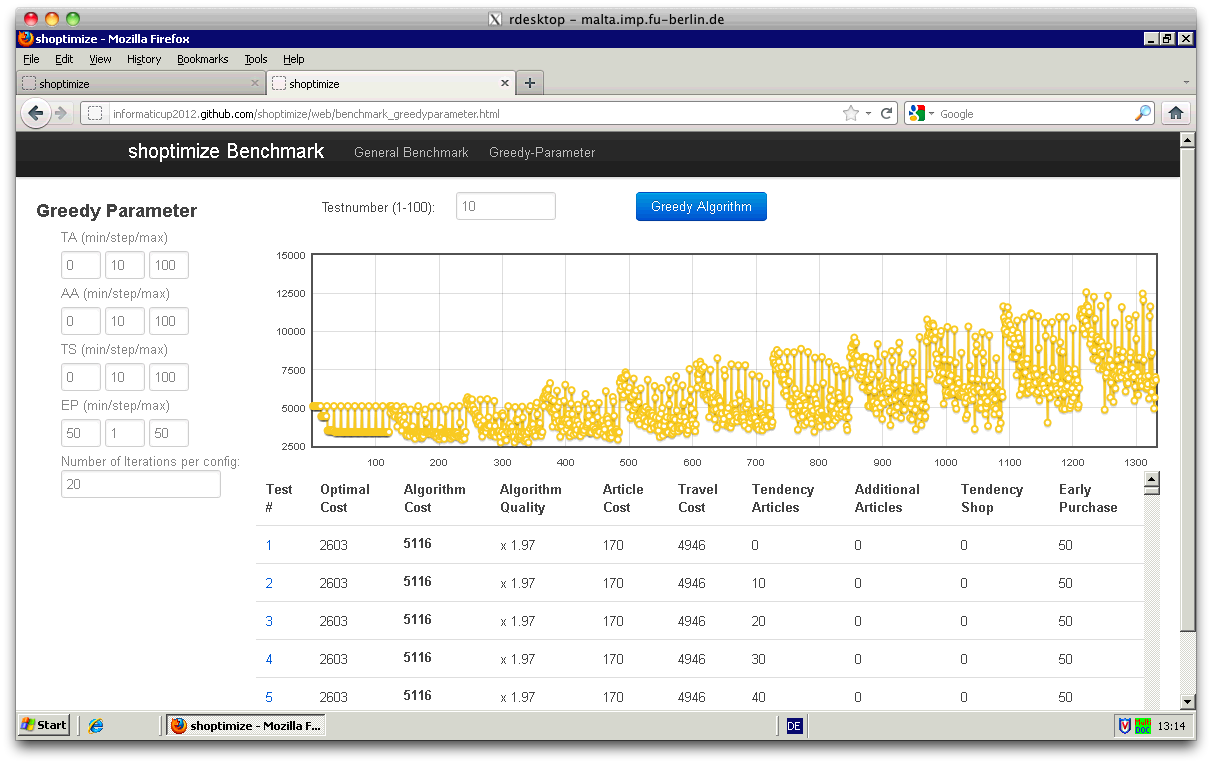 rdesktop - malta.imp.fu-berlin.de
shoptimize - Mozilla Firefox
File Edit View History Bookmarks Tools Help
shoptimize shoptimize
informaticup2012.github.com/shoptimize/web/benchmark_greedyparameter.html Google
shoptimize Benchmark General Benchmark Greedy-Parameter
Greedy Parameter
TA (min/step/max)
0 10 100
AA (min/step/max)
0 10 100
TS (min/step/max)
0 10 100
EP (min/step/max)
50 1 50
Number of Iterations per config:
20
Testnumber (1-100): 10 Greedy Algorithm
15000
12500
10000
7500
5000
2500
100 200 300 400 500 600 700 800 900 1000 1100 1200 1300
Test # Optimal Cost Algorithm Cost Algorithm Quality Article Cost Travel Cost Tendency Articles Additional Articles Tendency Shop Early Purchase
1 2603 5116 x 1.97 170 4946 0 0 0 50
2 2603 5116 x 1.97 170 4946 10 0 0 50
3 2603 5116 x 1.97 170 4946 20 0 0 50
4 2603 5116 x 1.97 170 4946 30 0 0 50
5 2603 5116 x 1.97 170 4946 40 0 0 50
Start shoptimize - Mozilla F... DE 13:14